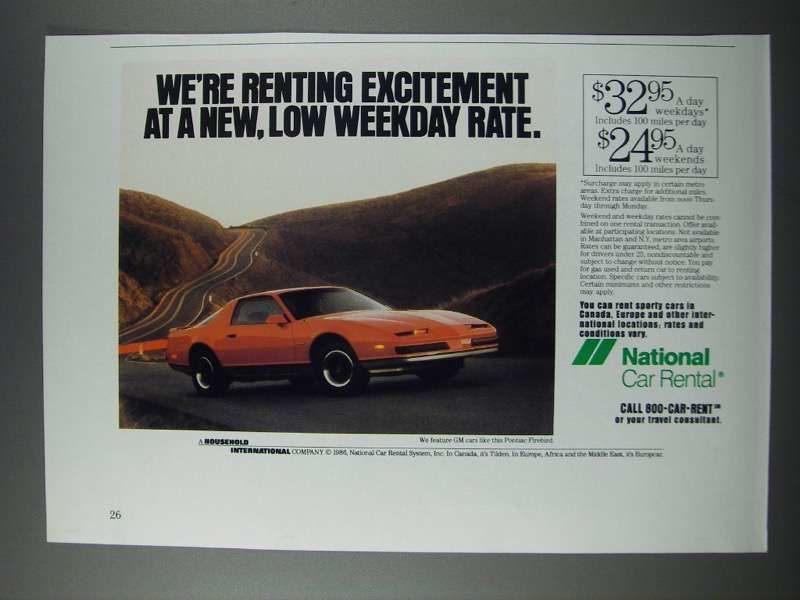 WE'RE RENTING EXCITEMENT
AT A NEW, LOW WEEKDAY RATE.
$32 95 A day
weekdays*
Includes 100 miles per day
$24 95 A day
weekends
Includes 100 miles per day
*Surcharge may apply in certain metro
areas. Extra charge for additional miles.
Weekend rates available from noon Thurs-
day through Monday.
Weekend and weekday rates cannot be com-
bined on one rental transaction. Offer avail-
able at participating locations. Not available
in Manhattan and N.Y. metro area airports.
Rates can be guaranteed, are slightly higher
for drivers under 25, nondiscountable and
subject to change without notice. You pay
for gas used and return car to renting
location. Specific cars subject to availability.
Certain minimums and other restrictions
may apply.
You can rent sporty cars in
Canada, Europe and other inter-
national locations; rates and
conditions vary.
National
Car Rental®
CALL 800-CAR-RENT℠
or your travel consultant.
We feature GM cars like this Pontiac Firebird.
A HOUSEHOLD
INTERNATIONAL COMPANY © 1986, National Car Rental System, Inc. In Canada, it's Tilden. In Europe, Africa and the Middle East, it's Europcar.
26